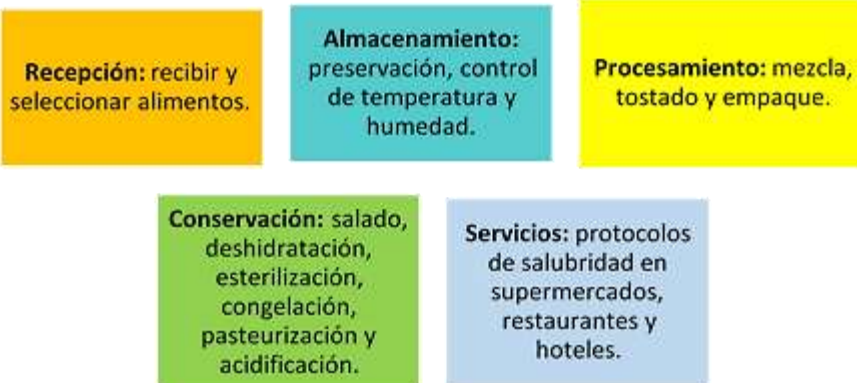 Recepción: recibir y
seleccionar alimentos.
Almacenamiento:
preservación, control
de temperatura y
humedad.
Procesamiento: mezcla,
tostado y empaque.
Conservación: salado,
deshidratación,
esterilización,
congelación,
pasteurización y
acidificación.
Servicios: protocolos
de salubridad en
supermercados,
restaurantes y
hoteles.